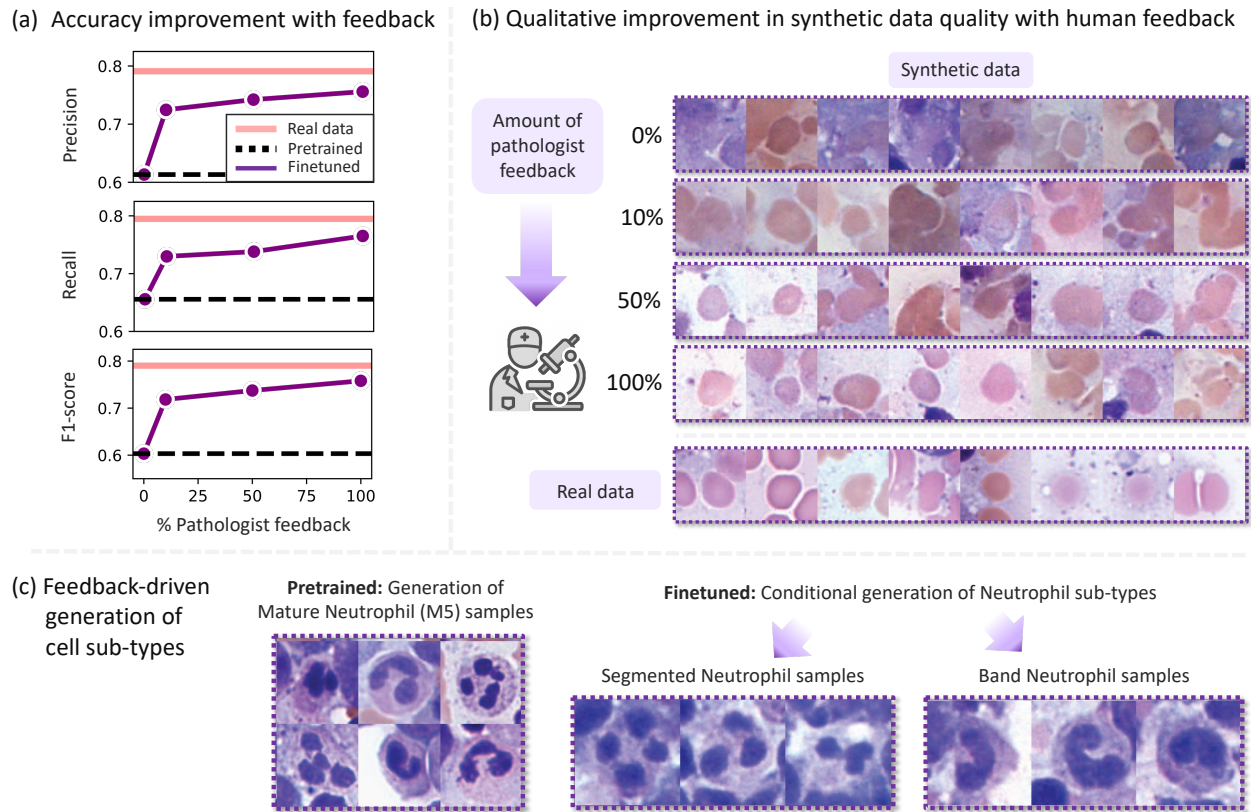 (a) Accuracy improvement with feedback
0.8
0.7
0.6
Precision
Real data
Pretrained
Finetuned
0.8
0.7
0.6
Recall
0.8
0.7
0.6
F1-score
0 25 50 75 100
% Pathologist feedback
(b) Qualitative improvement in synthetic data quality with human feedback
Synthetic data
Amount of
pathologist
feedback
0%
10%
50%
100%
Real data
(c) Feedback-driven
generation of
cell sub-types
Pretrained: Generation of
Mature Neutrophil (M5) samples
Finetuned: Conditional generation of Neutrophil sub-types
Segmented Neutrophil samples
Band Neutrophil samples